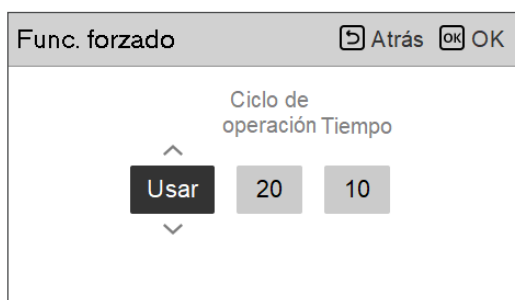 Func. forzado Atrás OK OK
Ciclo de
operación Tiempo
Usar 20 10